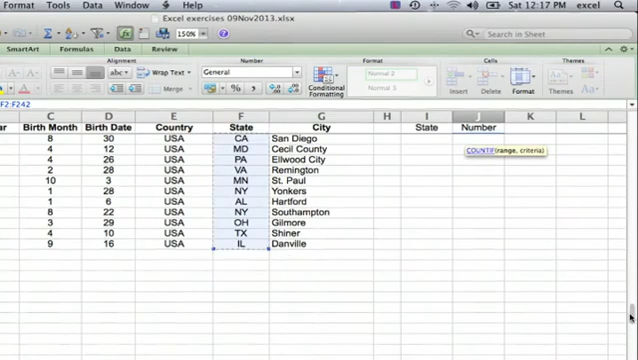 Format Tools Data Window Help Sat 12:17 PM excel
Excel exercises 09Nov2013.xlsx
150% Search in Sheet
SmartArt Formulas Data Review
Alignment Number Format Cells Themes
abc Wrap Text General Normal 2
Merge % Conditional Formatting Normal 3 Insert Delete Format Themes
F2:F242
C D E F G H I J K L
ar Birth Month Birth Date Country State City State Number
8 30 USA CA San Diego
4 12 USA MD Cecil County COUNTIF(range, criteria)
4 26 USA PA Ellwood City
2 28 USA VA Remington
10 3 USA MN St. Paul
1 28 USA NY Yonkers
1 6 USA AL Hartford
8 22 USA NY Southampton
3 29 USA OH Gilmore
4 10 USA TX Shiner
9 16 USA IL Danville